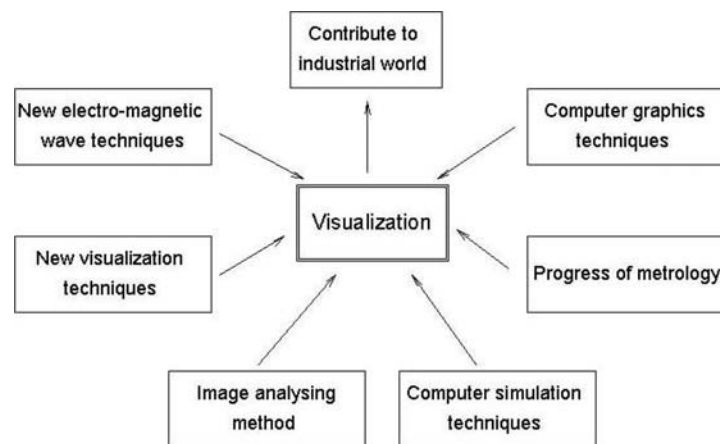 Contribute to
industrial world
New electro-magnetic
wave techniques
Computer graphics
techniques
Visualization
New visualization
techniques
Progress of metrology
Image analysing
method
Computer simulation
techniques